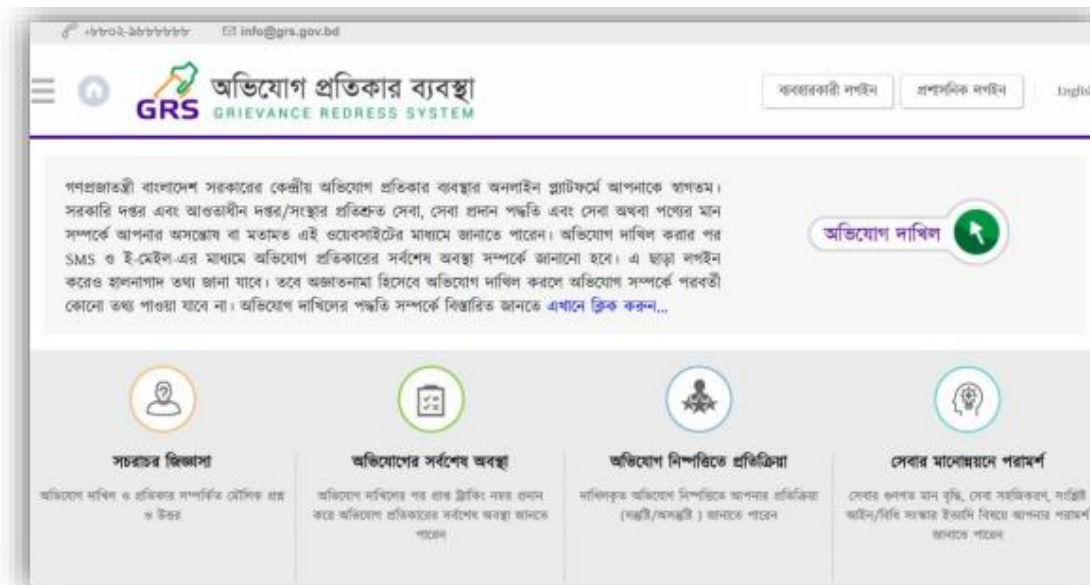 +৮৮০২-৯৮৮৮৮৮৮ info@grs.gov.bd
GRS
অভিযোগ প্রতিকার ব্যবস্থা
GRIEVANCE REDRESS SYSTEM
ব্যবহারকারী লগইন
প্রশাসনিক লগইন
English
গণপ্রজাতন্ত্রী বাংলাদেশ সরকারের কেন্দ্রীয় অভিযোগ প্রতিকার ব্যবস্থার অনলাইন প্ল্যাটফর্মে আপনাকে স্বাগতম।
সরকারি দপ্তর এবং আওতাধীন দপ্তর/সংস্থার প্রতিশ্রুত সেবা, সেবা প্রদান পদ্ধতি এবং সেবা অথবা পণ্যের মান
সম্পর্কে আপনার অসন্তোষ বা মতামত এই ওয়েবসাইটের মাধ্যমে জানাতে পারেন। অভিযোগ দাখিল করার পর
SMS ও ই-মেইল-এর মাধ্যমে অভিযোগ প্রতিকারের সর্বশেষ অবস্থা সম্পর্কে জানানো হবে। এ ছাড়া লগইন
করেও হালনাগাদ তথ্য জানা যাবে। তবে অজ্ঞাতনামা হিসেবে অভিযোগ দাখিল করলে অভিযোগ সম্পর্কে পরবর্তী
কোনো তথ্য পাওয়া যাবে না। অভিযোগ দাখিলের পদ্ধতি সম্পর্কে বিস্তারিত জানতে এখানে ক্লিক করুন...
অভিযোগ দাখিল
সচরাচর জিজ্ঞাসা
অভিযোগ দাখিল ও প্রতিকার সম্পর্কিত মৌলিক প্রশ্ন
ও উত্তর
অভিযোগের সর্বশেষ অবস্থা
অভিযোগ দাখিলের পর প্রাপ্ত ট্র্যাকিং নম্বর প্রদান
করে অভিযোগ প্রতিকারের সর্বশেষ অবস্থা জানতে
পারেন
অভিযোগ নিষ্পত্তিতে প্রতিক্রিয়া
দাখিলকৃত অভিযোগ নিষ্পত্তিতে আপনার প্রতিক্রিয়া
(সন্তুষ্টি/অসন্তুষ্টি ) জানাতে পারেন
সেবার মানোন্নয়নে পরামর্শ
সেবার গুণগত মান বৃদ্ধি, সেবা সহজিকরণ, সংশ্লিষ্ট
আইন/বিধি সংস্কার ইত্যাদি বিষয়ে আপনার পরামর্শ
জানাতে পারেন